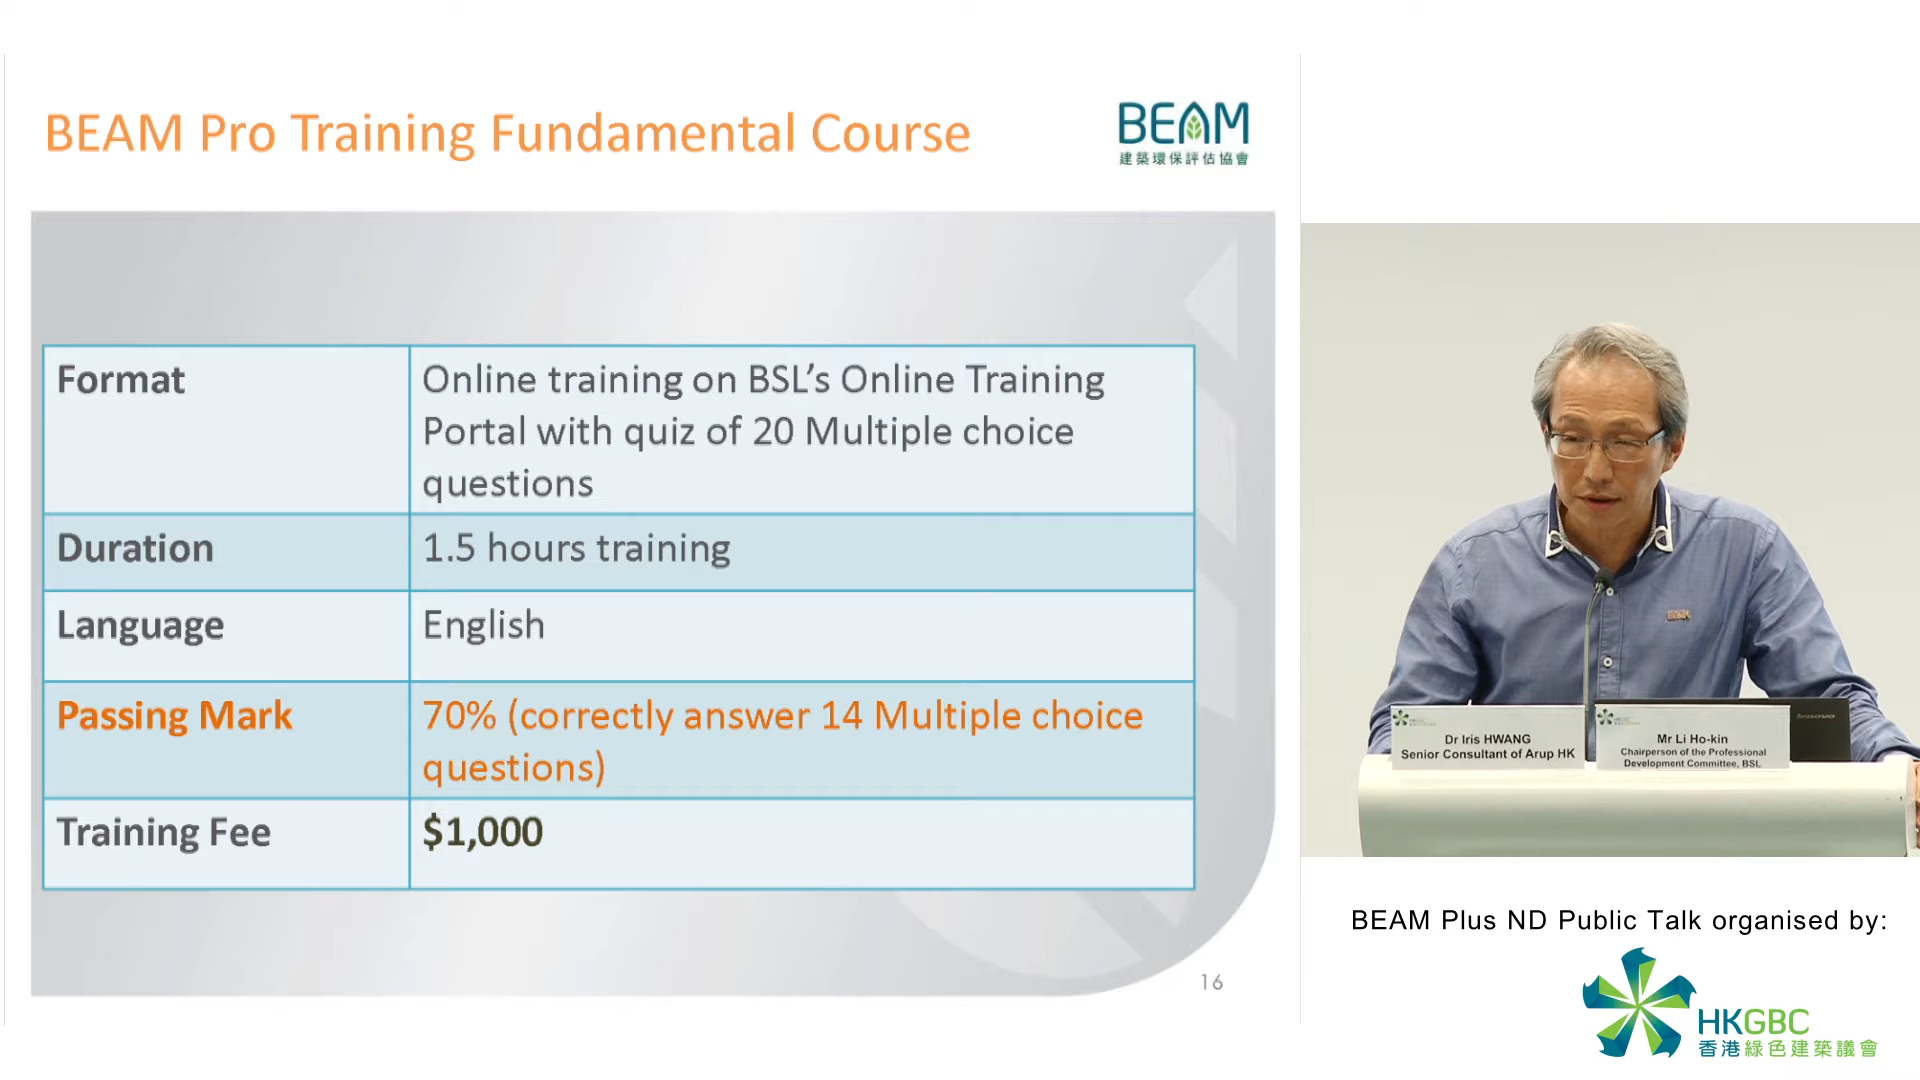 BEAM Pro Training Fundamental Course
BEAM
建築環保評估協會
Format
Online training on BSL's Online Training
Portal with quiz of 20 Multiple choice
questions
Duration
1.5 hours training
Language
English
Passing Mark
70% (correctly answer 14 Multiple choice
questions)
Training Fee
$1,000
16
HKGBC
Dr Iris HWANG
Senior Consultant of Arup HK
HKGBC
Mr Li Ho-kin
Chairperson of the Professional
Development Committee, BSL
lenovo
BEAM
BEAM Plus ND Public Talk organised by:
HKGBC
香港綠色建築議會